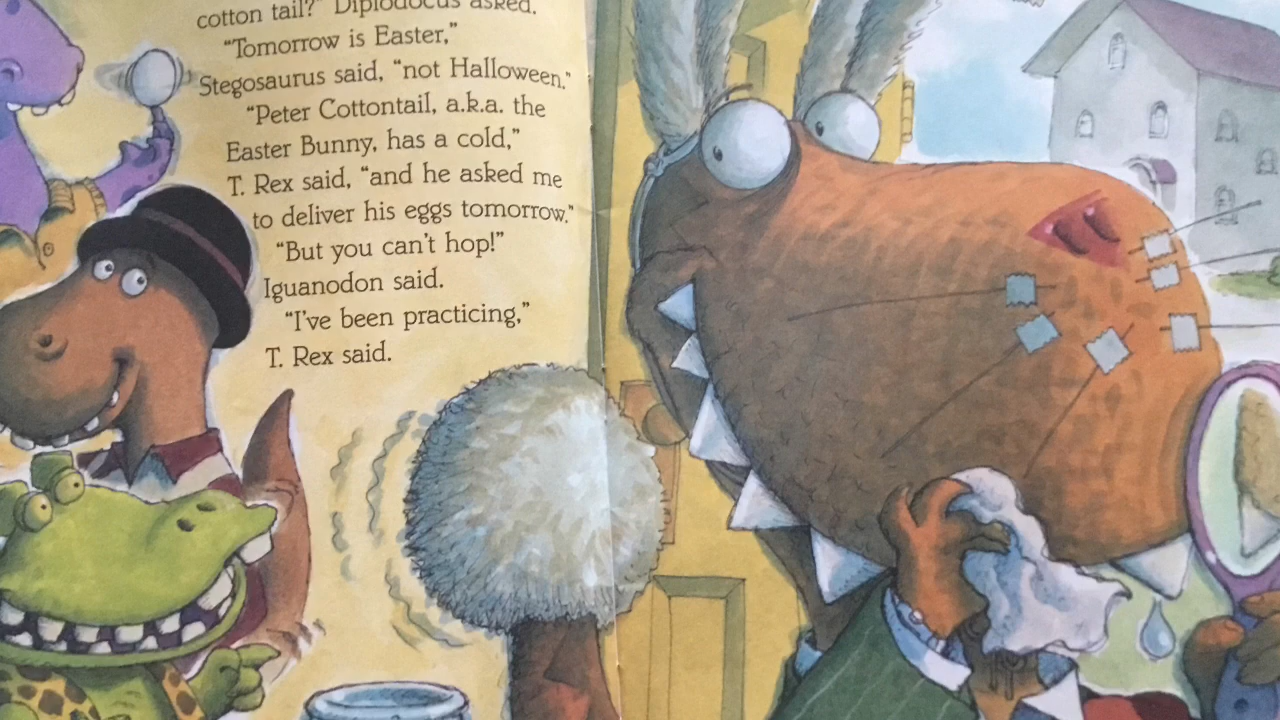 cotton tail?" Diplodocus asked.
"Tomorrow is Easter,"
Stegosaurus said, "not Halloween."
"Peter Cottontail, a.k.a. the
Easter Bunny, has a cold,"
T. Rex said, "and he asked me
to deliver his eggs tomorrow."
"But you can't hop!"
Iguanodon said.
"I've been practicing,"
T. Rex said.